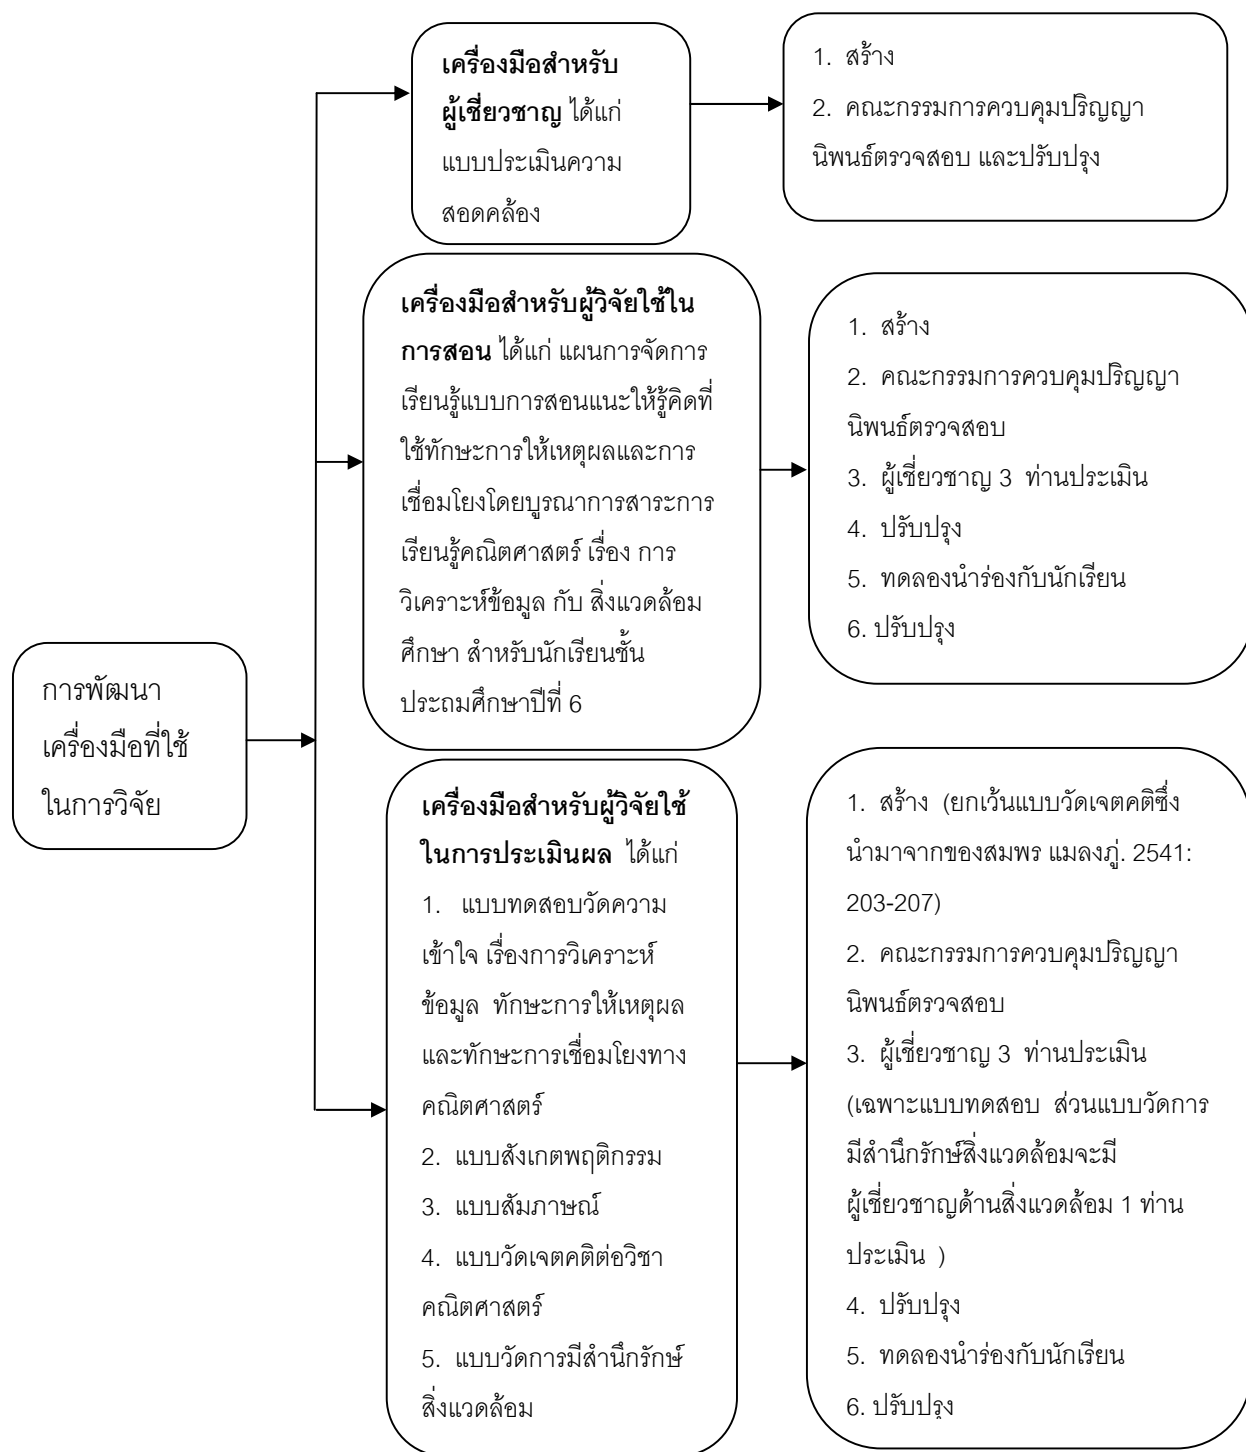 เครื่องมือสำหรับ
ผู้เชี่ยวชาญ ได้แก่
แบบประเมินความ
สอดคล้อง
1. สร้าง
2. คณะกรรมการควบคุมปริญญา
นิพนธ์ตรวจสอบ และปรับปรุง
เครื่องมือสำหรับผู้วิจัยใช้ใน
การสอน ได้แก่ แผนการจัดการ
เรียนรู้แบบการสอนแนะให้รู้คิดที่
ใช้ทักษะการให้เหตุผลและการ
เชื่อมโยงโดยบูรณาการสาระการ
เรียนรู้คณิตศาสตร์ เรื่อง การ
วิเคราะห์ข้อมูล กับ สิ่งแวดล้อม
ศึกษา สำหรับนักเรียนชั้น
ประถมศึกษาปีที่ 6
1. สร้าง
2. คณะกรรมการควบคุมปริญญา
นิพนธ์ตรวจสอบ
3. ผู้เชี่ยวชาญ 3 ท่านประเมิน
4. ปรับปรุง
5. ทดลองนำร่องกับนักเรียน
6. ปรับปรุง
การพัฒนา
เครื่องมือที่ใช้
ในการวิจัย
เครื่องมือสำหรับผู้วิจัยใช้
ในการประเมินผล ได้แก่
1. แบบทดสอบวัดความ
เข้าใจ เรื่องการวิเคราะห์
ข้อมูล ทักษะการให้เหตุผล
และทักษะการเชื่อมโยงทาง
คณิตศาสตร์
2. แบบสังเกตพฤติกรรม
3. แบบสัมภาษณ์
4. แบบวัดเจตคติต่อวิชา
คณิตศาสตร์
5. แบบวัดการมีสำนึกรักษ์
สิ่งแวดล้อม
1. สร้าง (ยกเว้นแบบวัดเจตคติซึ่ง
นำมาจากของสมพร แมลงภู่. 2541:
203-207)
2. คณะกรรมการควบคุมปริญญา
นิพนธ์ตรวจสอบ
3. ผู้เชี่ยวชาญ 3 ท่านประเมิน
(เฉพาะแบบทดสอบ ส่วนแบบวัดการ
มีสำนึกรักษ์สิ่งแวดล้อมจะมี
ผู้เชี่ยวชาญด้านสิ่งแวดล้อม 1 ท่าน
ประเมิน )
4. ปรับปรุง
5. ทดลองนำร่องกับนักเรียน
6. ปรับปรุง